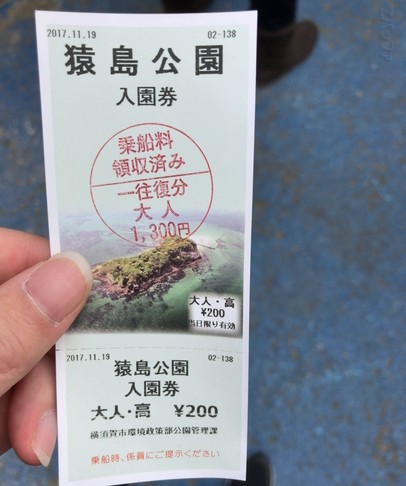 2017.11.19 02-138
猿島公園
入園券
乗船料
領収済み
一往復分
大人
1,300円
大人・高
¥200
当日限り有効
2017.11.19 02-138
猿島公園
入園券
大人・高 ¥200
横須賀市環境政策部公園管理課
乗船時、係員にご提示ください